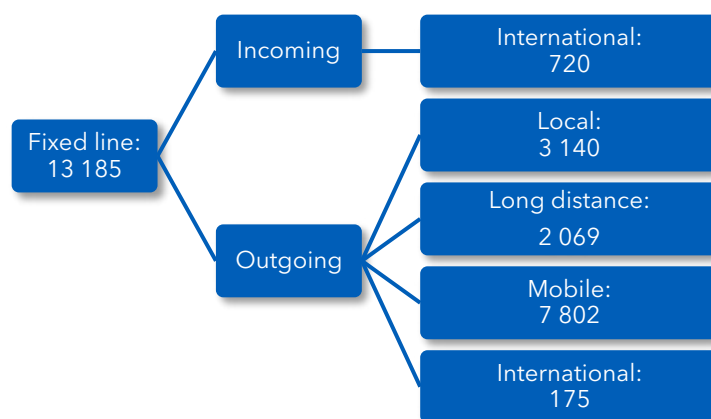 Fixed line:
13 185
Incoming
International:
720
Outgoing
Local:
3 140
Long distance:
2 069
Mobile:
7 802
International:
175